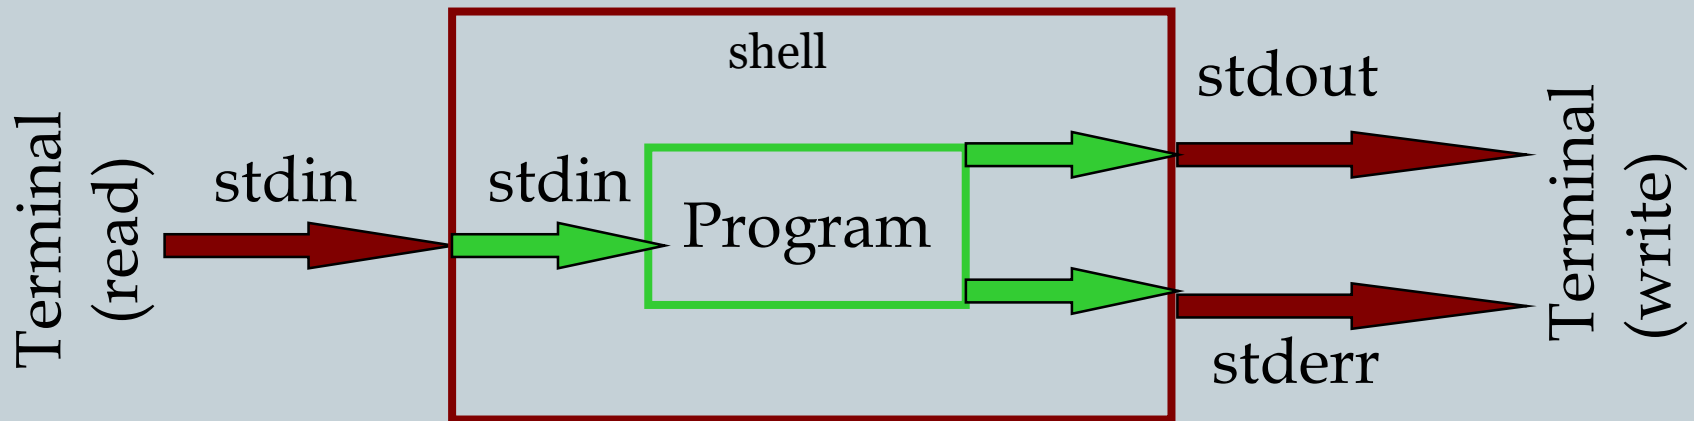 shell
stdout
Terminal
(read)
stdin
stdin
Program
Terminal
(write)
stderr